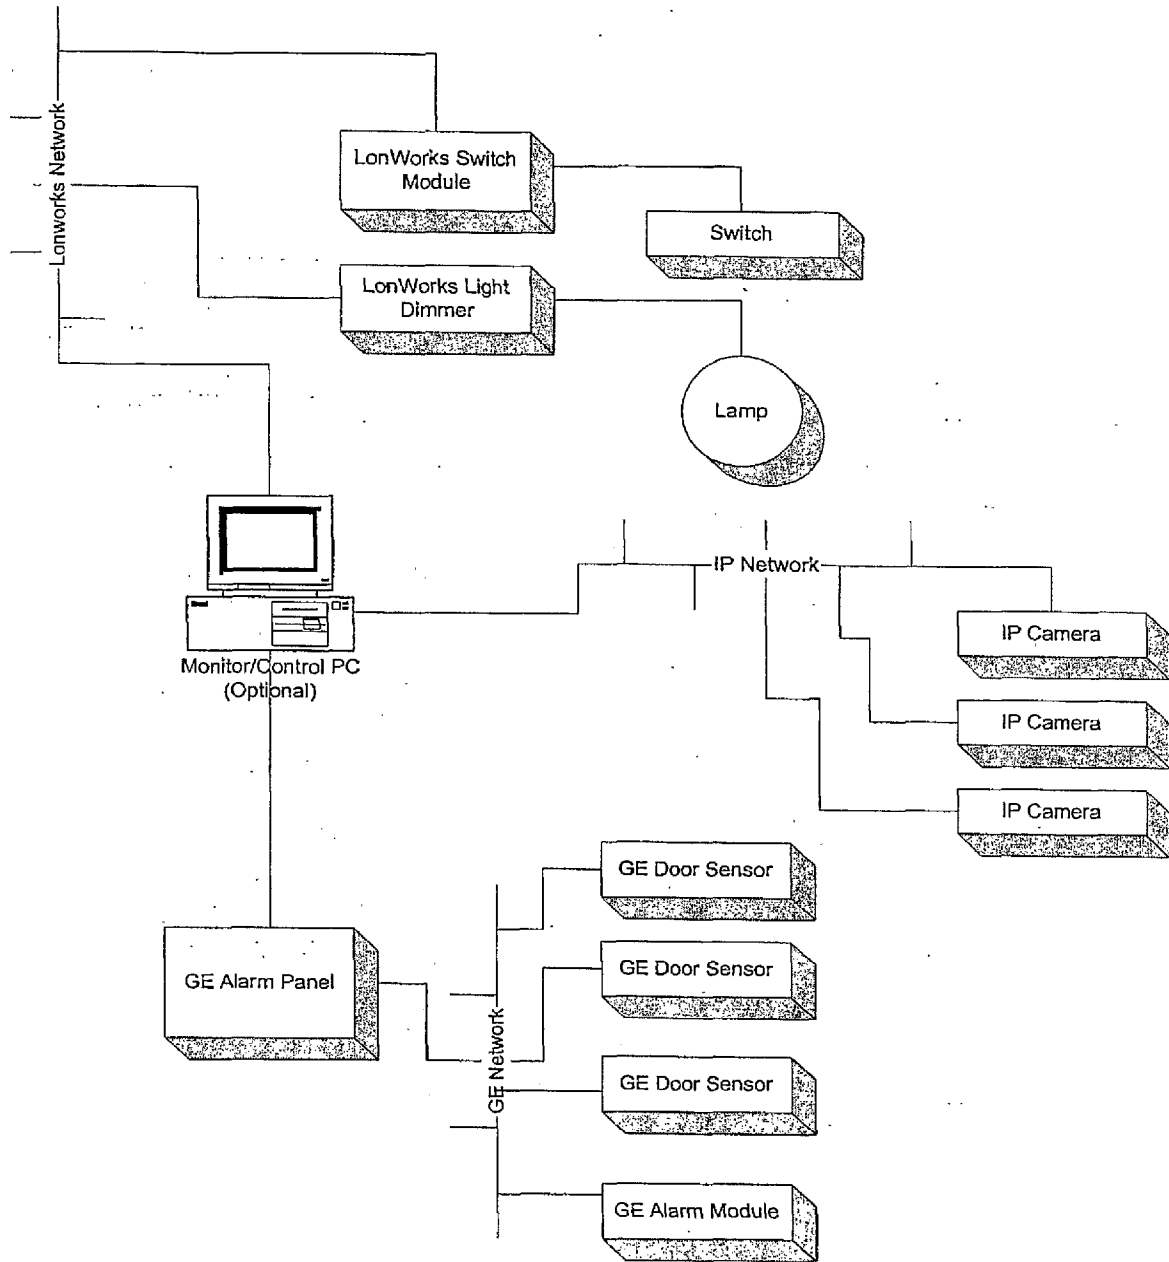 Lonworks Network
LonWorks Switch
Module
Switch
LonWorks Light
Dimmer
Lamp
IP Network
IP Camera
Monitor/Control PC
(Optional)
IP Camera
IP Camera
GE Door Sensor
GE Alarm Panel
GE Door Sensor
GE Network
GE Door Sensor
GE Alarm Module